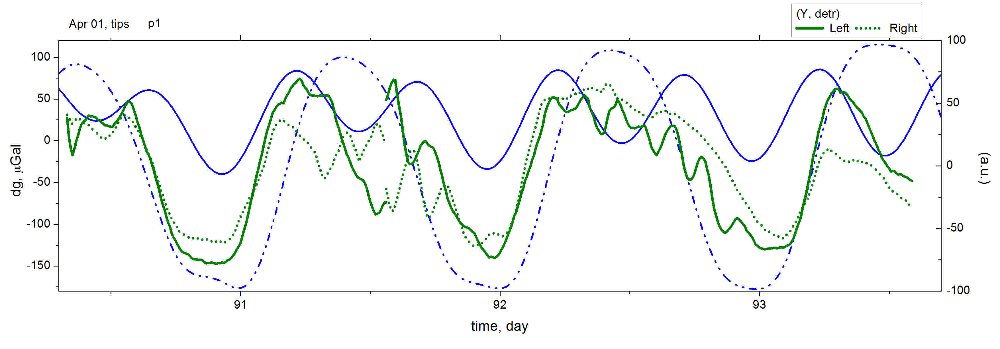 (Y, detr)
Left Right
Apr 01, tips p1
100
50
0
-50
-100
-150
dg, μGal
100
50
0
-50
-100
(a.u.)
91 92 93
time, day